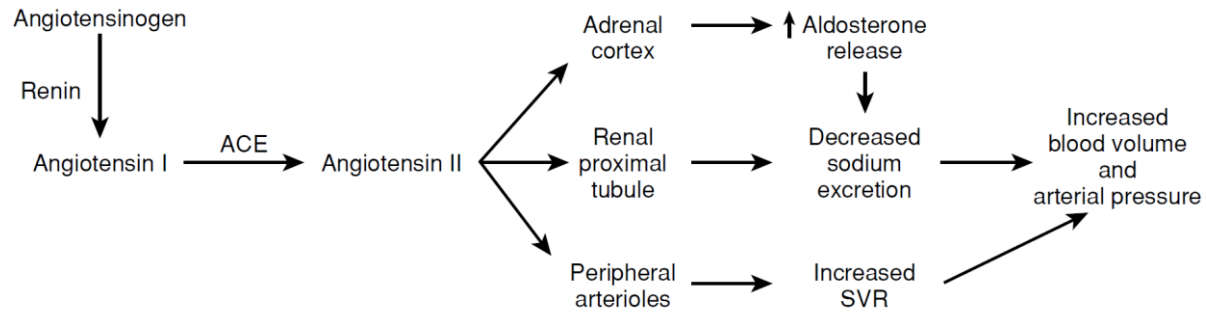 Angiotensinogen
Renin
Angiotensin I
ACE
Angiotensin II
Adrenal
cortex
Aldosterone
release
Renal
proximal
tubule
Decreased
sodium
excretion
Peripheral
arterioles
Increased
SVR
Increased
blood volume
and
arterial pressure